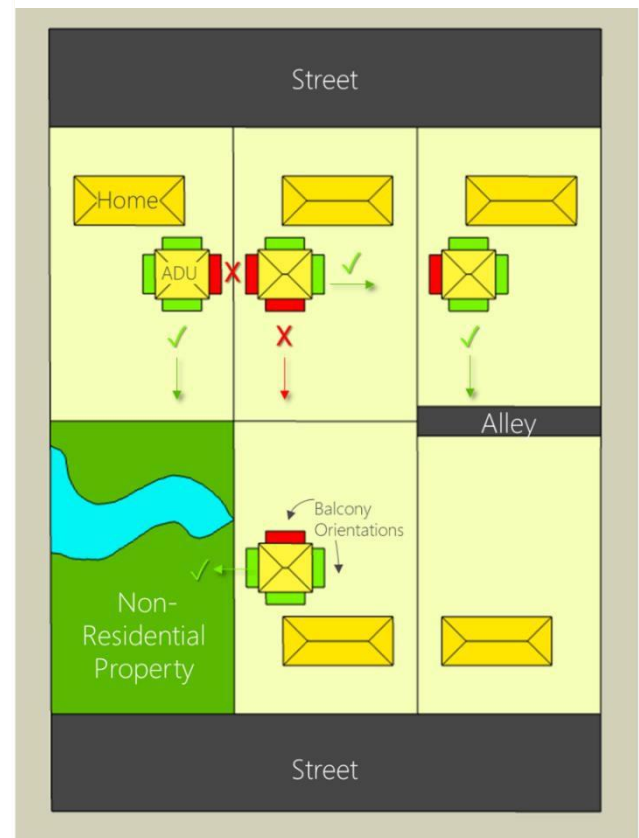 Street
Home
ADU
X
X
Alley
Balcony
Orientations
Non-
Residential
Property
Street